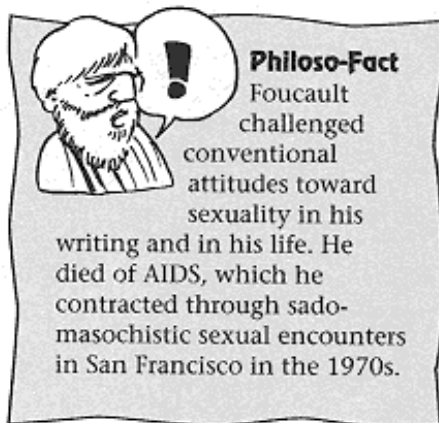 !
Philoso-Fact
Foucault
challenged
conventional
attitudes toward
sexuality in his
writing and in his life. He
died of AIDS, which he
contracted through sado-
masochistic sexual encounters
in San Francisco in the 1970s.